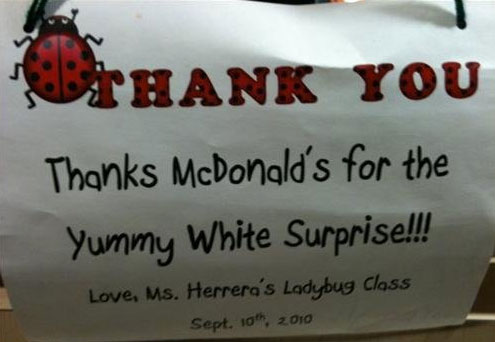 THANK YOU
Thanks McDonald's for the
Yummy White Surprise!!!
Love, Ms. Herrera's Ladybug Class
Sept. 10th, 2010